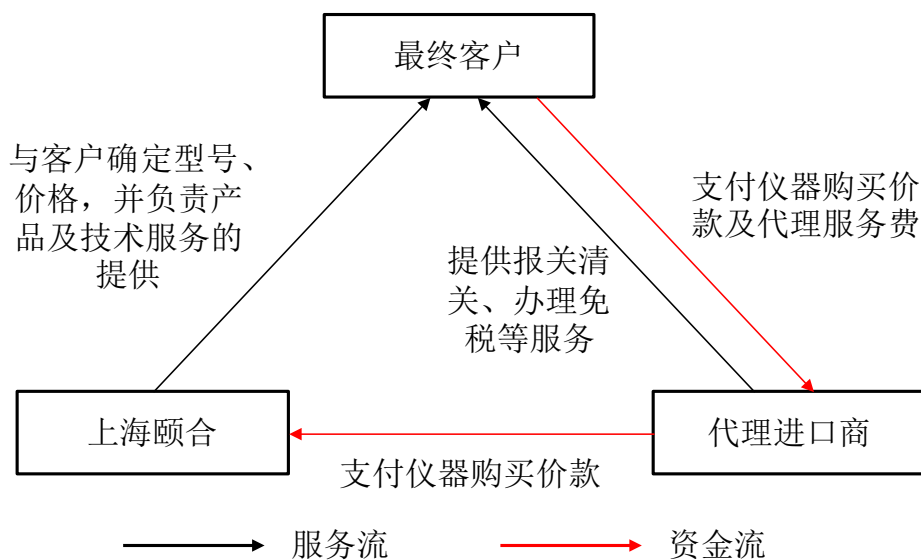 最终客户
与客户确定型号、
价格，并负责产
品及技术服务的
提供
支付仪器购买价
款及代理服务费
提供报关清
关、办理免
税等服务
上海颐合
代理进口商
支付仪器购买价款
服务流
资金流